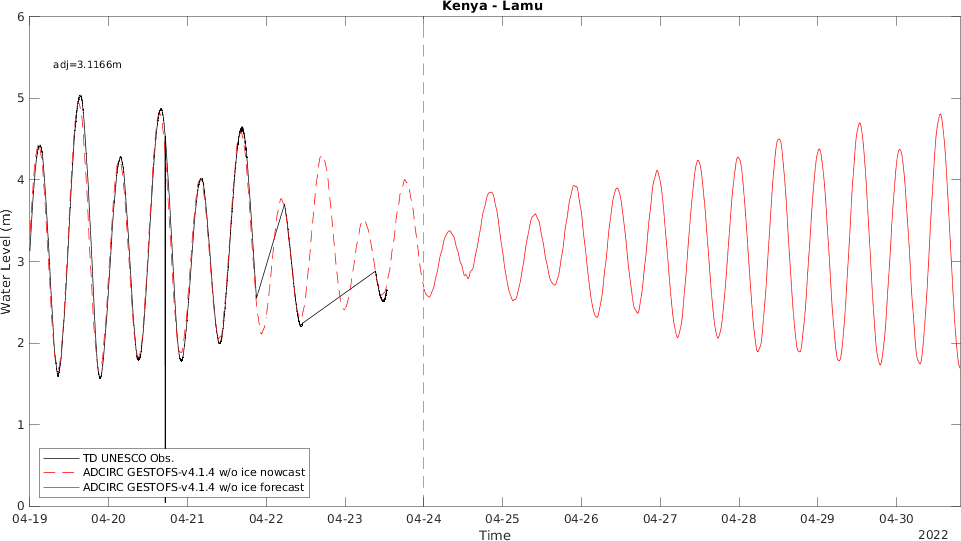 Kenya - Lamu
adj=3.1166m
6
5
4
3
2
1
0
Water Level (m)
TD UNESCO Obs.
ADCIRC GESTOFS-v4.1.4 w/o ice nowcast
ADCIRC GESTOFS-v4.1.4 w/o ice forecast
04-19 04-20 04-21 04-22 04-23 04-24 04-25 04-26 04-27 04-28 04-29 04-30
Time
2022